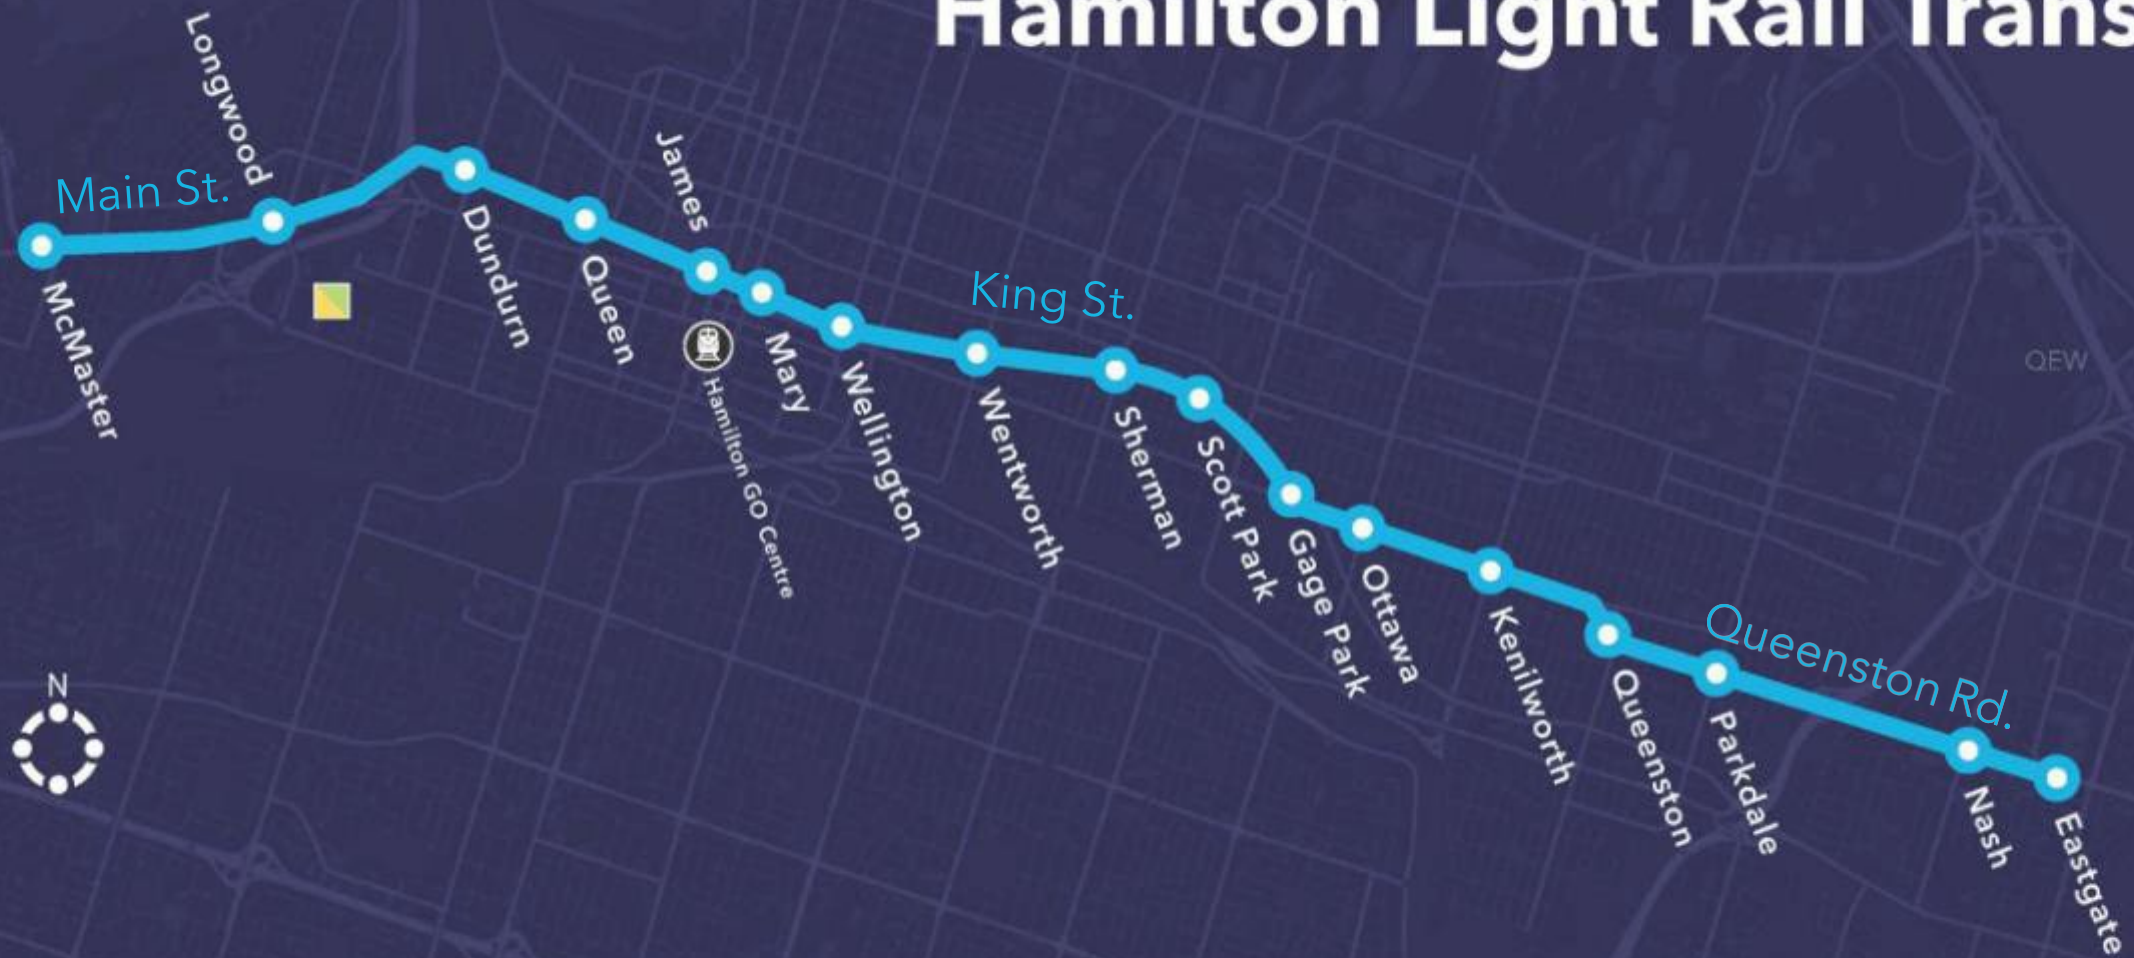 Hamilton Light Rail Trans
Longwood
James
Main St.
McMaster
Dundurn
Queen
King St.
Mary
Hamilton GO Centre
Wellington
Wentworth
Sherman
Scott Park
Gage Park
Ottawa
Kenilworth
Queenston
Queenston Rd.
Parkdale
Nash
Eastgate
QEW
N